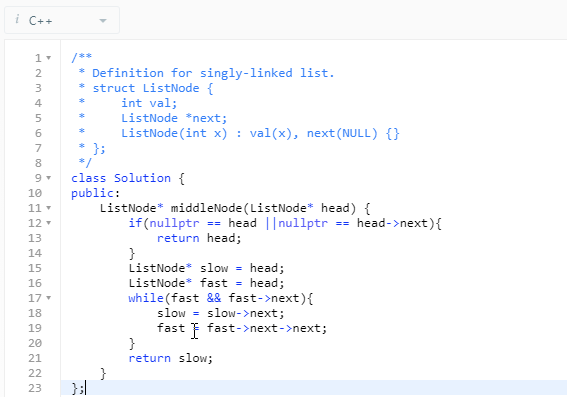 i C++
1 /**
2  * Definition for singly-linked list.
3  * struct ListNode {
4  *     int val;
5  *     ListNode *next;
6  *     ListNode(int x) : val(x), next(NULL) {}
7  * };
8  */
9 class Solution {
10 public:
11     ListNode* middleNode(ListNode* head) {
12         if(nullptr == head ||nullptr == head->next){
13             return head;
14         }
15         ListNode* slow = head;
16         ListNode* fast = head;
17         while(fast && fast->next){
18             slow = slow->next;
19             fast = fast->next->next;
20         }
21         return slow;
22     }
23 };